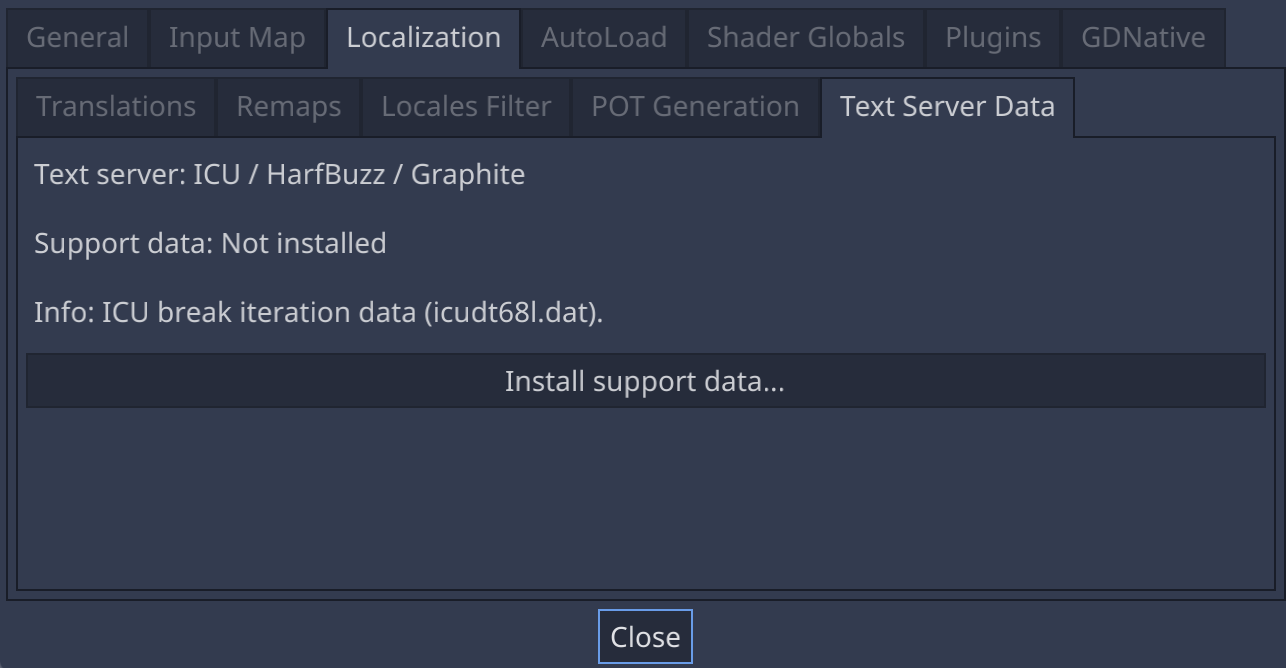 General Input Map Localization AutoLoad Shader Globals Plugins GDNative
Translations Remaps Locales Filter POT Generation Text Server Data
Text server: ICU / HarfBuzz / Graphite
Support data: Not installed
Info: ICU break iteration data (icudt68l.dat).
Install support data...
Close